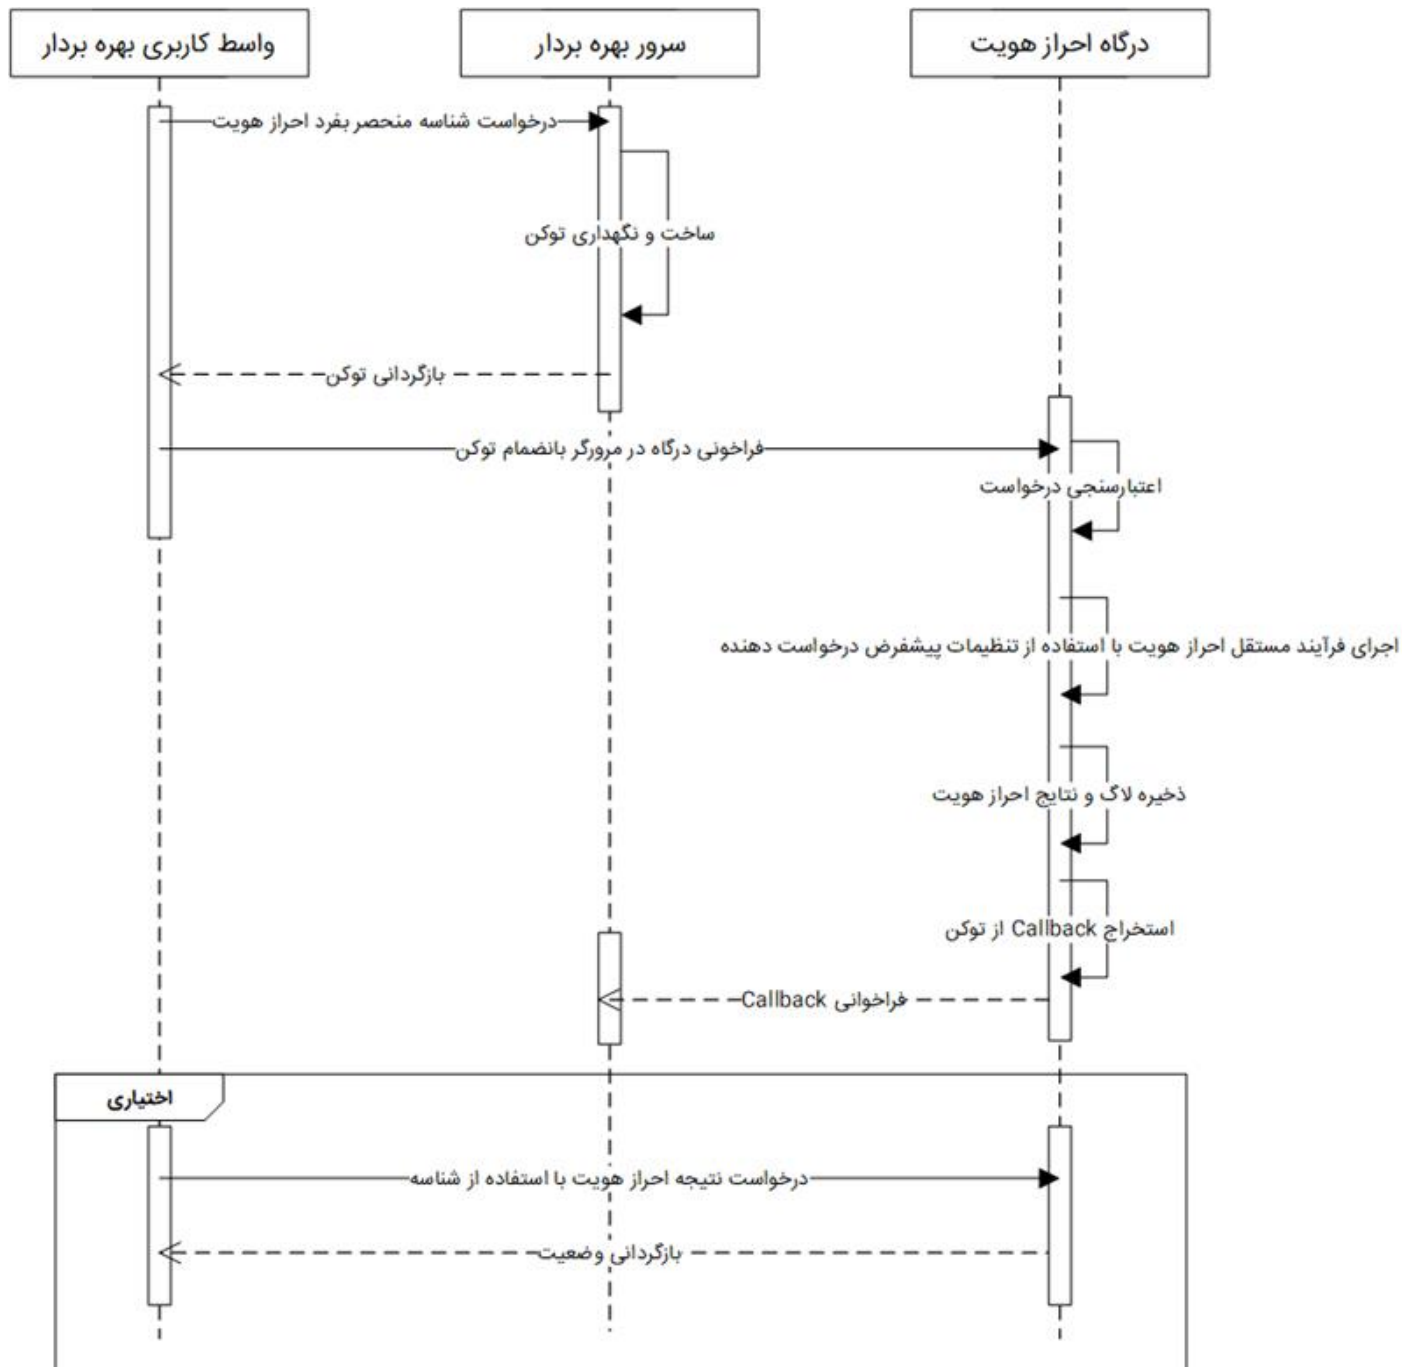 درگاه احراز هویت
سرور بهره بردار
واسط کاربری بهره بردار
درخواست شناسه منحصر بفرد احراز هویت
ساخت و نگهداری توکن
بازگردانی توکن
فراخونی درگاه در مرورگر بانضمام توکن
اعتبارسنجی درخواست
اجرای فرآیند مستقل احراز هویت با استفاده از تنظیمات پیشفرض درخواست دهنده
ذخیره لاگ و نتایج احراز هویت
استخراج Callback از توکن
فراخوانی Callback
اختیاری
درخواست نتیجه احراز هویت با استفاده از شناسه
بازگردانی وضعیت